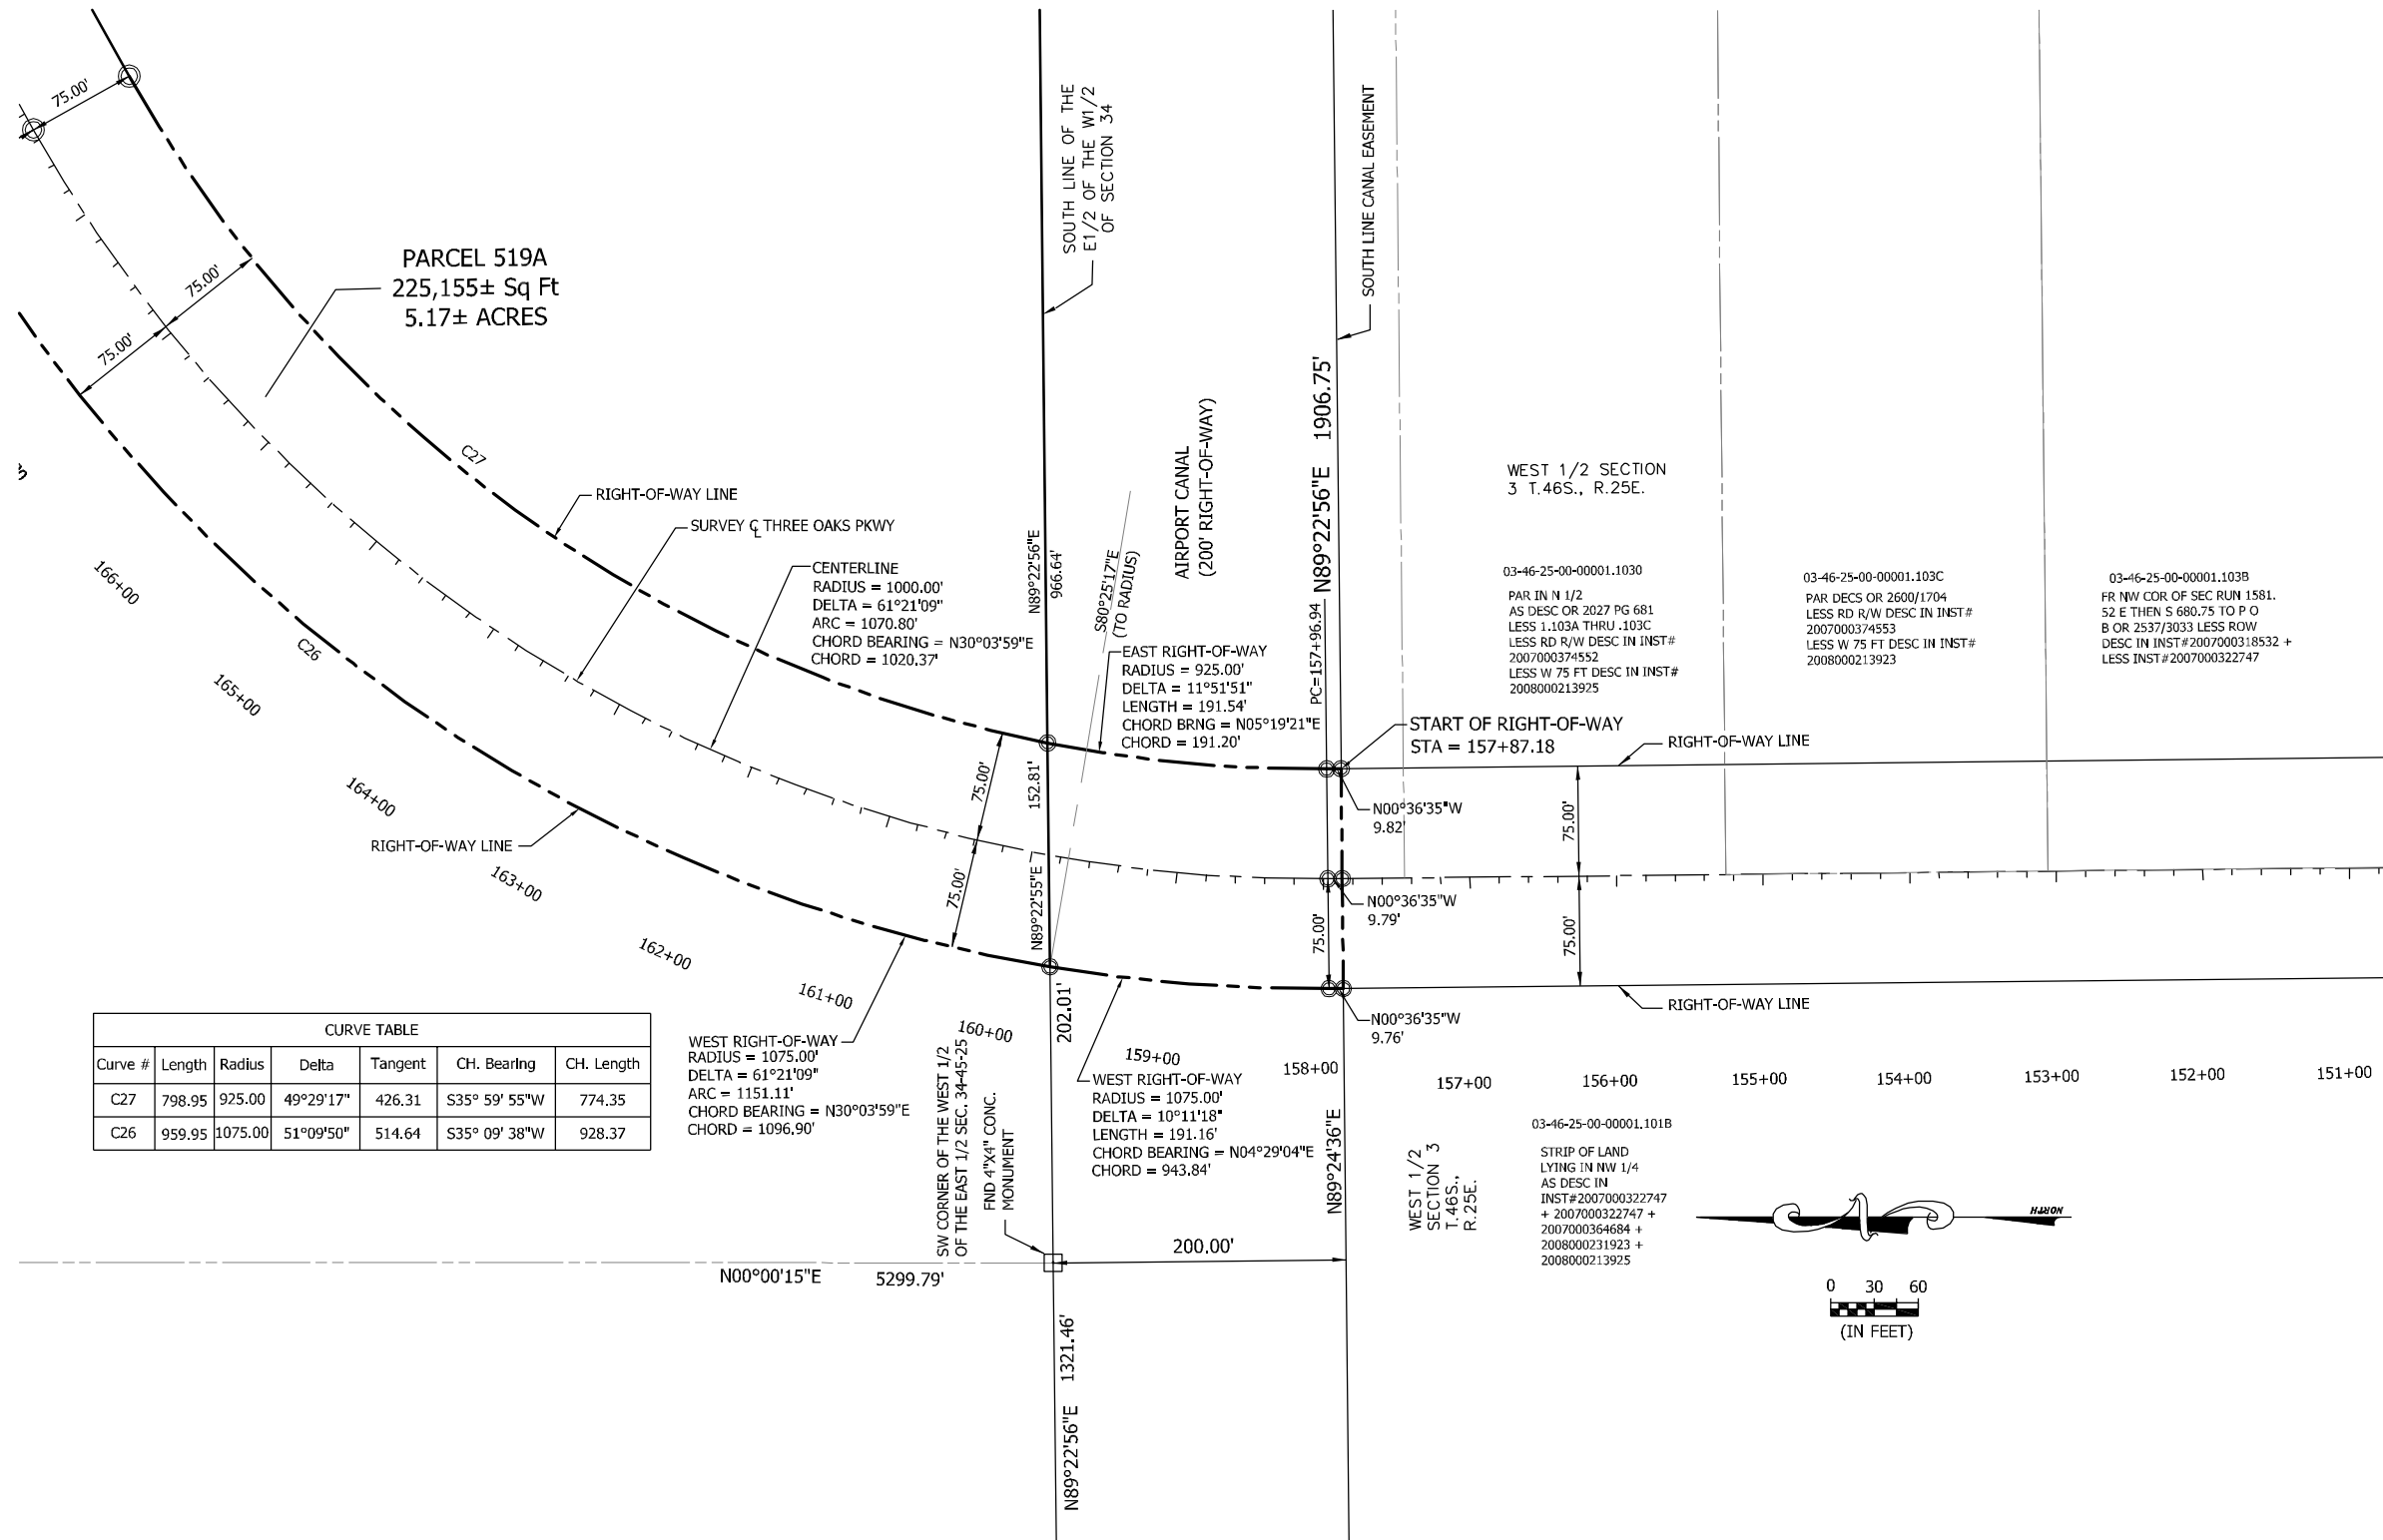 75.00'
PARCEL 519A
225,155± Sq Ft
5.17± ACRES
75.00'
75.00'
C27
RIGHT-OF-WAY LINE
SURVEY ℄ THREE OAKS PKWY
CENTERLINE
RADIUS = 1000.00'
DELTA = 61°21'09"
ARC = 1070.80'
CHORD BEARING = N30°03'59"E
CHORD = 1020.37'
SOUTH LINE OF THE
E1/2 OF THE W1/2
OF SECTION 34
SOUTH LINE CANAL EASEMENT
AIRPORT CANAL
(200' RIGHT-OF-WAY)
N89°22'56"E 1906.75'
PC=157+96.94
N89°22'56"E
966.64'
S80°25'17"E
(TO RADIUS)
EAST RIGHT-OF-WAY
RADIUS = 925.00'
DELTA = 11°51'51"
LENGTH = 191.54'
CHORD BRNG = N05°19'21"E
CHORD = 191.20'
WEST 1/2 SECTION
3 T.46S., R.25E.
03-46-25-00-00001.1030
PAR IN N 1/2
AS DESC OR 2027 PG 681
LESS 1.103A THRU .103C
LESS RD R/W DESC IN INST#
2007000374552
LESS W 75 FT DESC IN INST#
2008000213925
03-46-25-00-00001.103C
PAR DECS OR 2600/1704
LESS RD R/W DESC IN INST#
2007000374553
LESS W 75 FT DESC IN INST#
2008000213923
03-46-25-00-00001.103B
FR NW COR OF SEC RUN 1581.
52 E THEN S 680.75 TO P O
B OR 2537/3033 LESS ROW
DESC IN INST#2007000318532 +
LESS INST#2007000322747
START OF RIGHT-OF-WAY
STA = 157+87.18
RIGHT-OF-WAY LINE
N00°36'35"W
9.82'
75.00'
N00°36'35"W
9.79'
75.00'
75.00'
RIGHT-OF-WAY LINE
N00°36'35"W
9.76'
152.81'
N89°22'55"E
75.00'
75.00'
166+00
C26
165+00
164+00
RIGHT-OF-WAY LINE
163+00
162+00
161+00
160+00
159+00
158+00
157+00
156+00
155+00
154+00
153+00
152+00
151+00
CURVE TABLE
Curve # Length Radius Delta Tangent CH. Bearing CH. Length
C27 798.95 925.00 49°29'17" 426.31 S35° 59' 55"W 774.35
C26 959.95 1075.00 51°09'50" 514.64 S35° 09' 38"W 928.37
WEST RIGHT-OF-WAY
RADIUS = 1075.00'
DELTA = 61°21'09"
ARC = 1151.11'
CHORD BEARING = N30°03'59"E
CHORD = 1096.90'
SW CORNER OF THE WEST 1/2
OF THE EAST 1/2 SEC. 34-45-25
FND 4"X4" CONC.
MONUMENT
202.01'
WEST RIGHT-OF-WAY
RADIUS = 1075.00'
DELTA = 10°11'18"
LENGTH = 191.16'
CHORD BEARING = N04°29'04"E
CHORD = 943.84'
N89°24'36"E
200.00'
N00°00'15"E 5299.79'
N89°22'56"E 1321.46'
WEST 1/2
SECTION 3
T.46S.,
R.25E.
03-46-25-00-00001.101B
STRIP OF LAND
LYING IN NW 1/4
AS DESC IN
INST#2007000322747
+ 2007000322747 +
2007000364684 +
2008000231923 +
2008000213925
NORTH
0 30 60
(IN FEET)